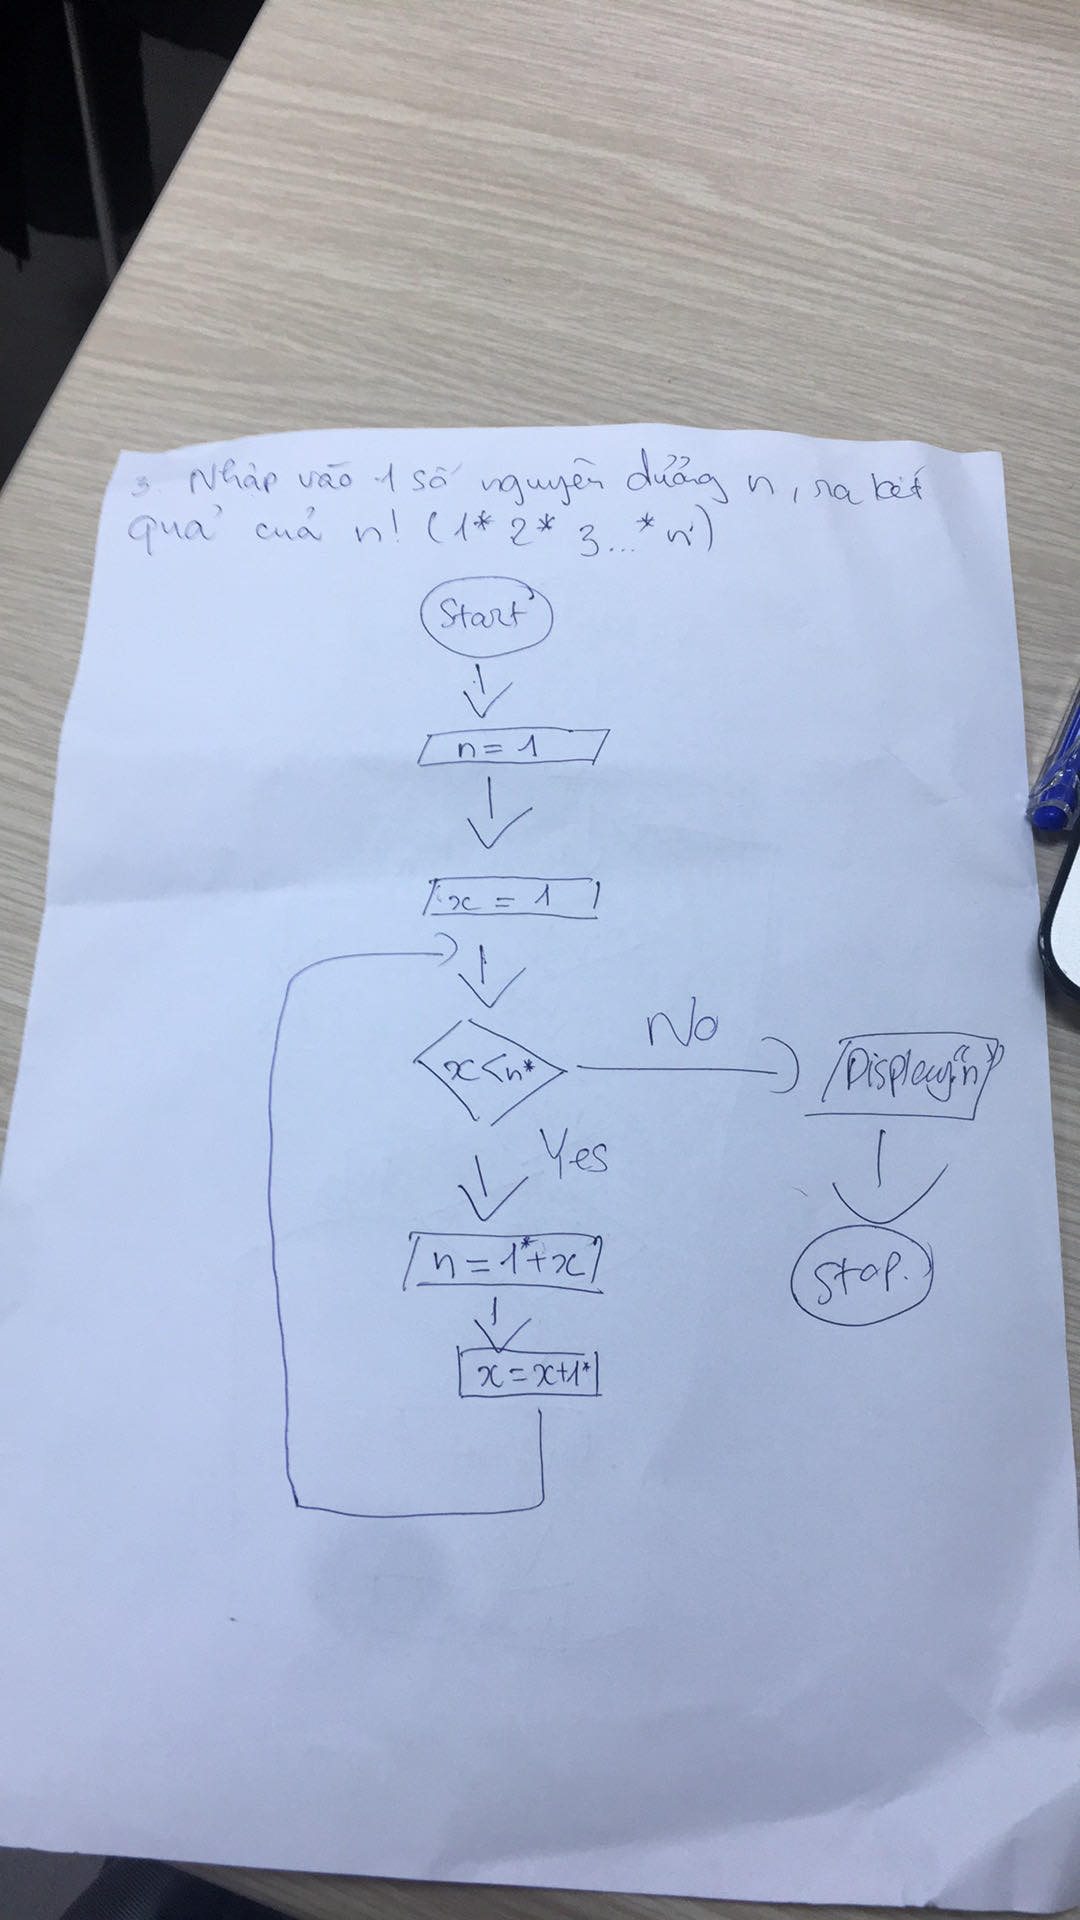 3. Nhập vào 1 số nguyên dương n, ra kết
quả của n! (1* 2* 3...* n)
Start
n = 1
x = 1
x < n*
No
Display "n"
Yes
n = 1* + x
Stop.
x = x + 1*